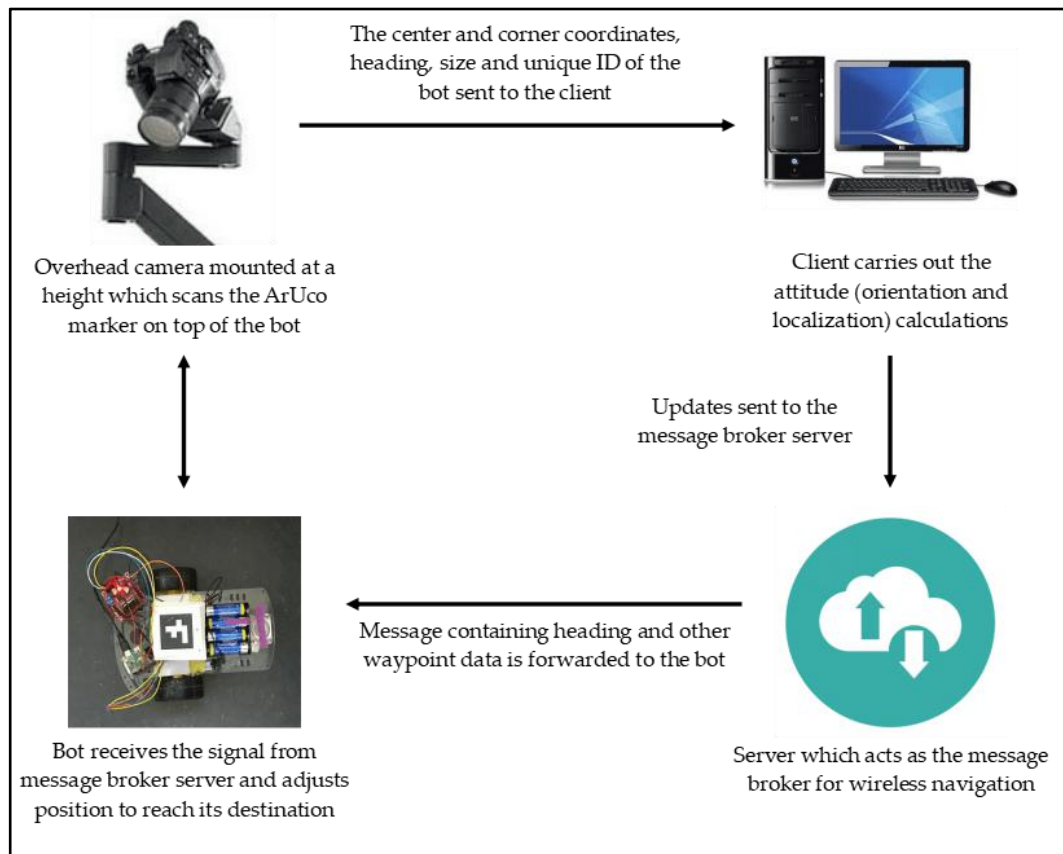 The center and corner coordinates,
heading, size and unique ID of the
bot sent to the client
Overhead camera mounted at a
height which scans the ArUco
marker on top of the bot
Client carries out the
attitude (orientation and
localization) calculations
Updates sent to the
message broker server
Message containing heading and other
waypoint data is forwarded to the bot
Bot receives the signal from
message broker server and adjusts
position to reach its destination
Server which acts as the message
broker for wireless navigation